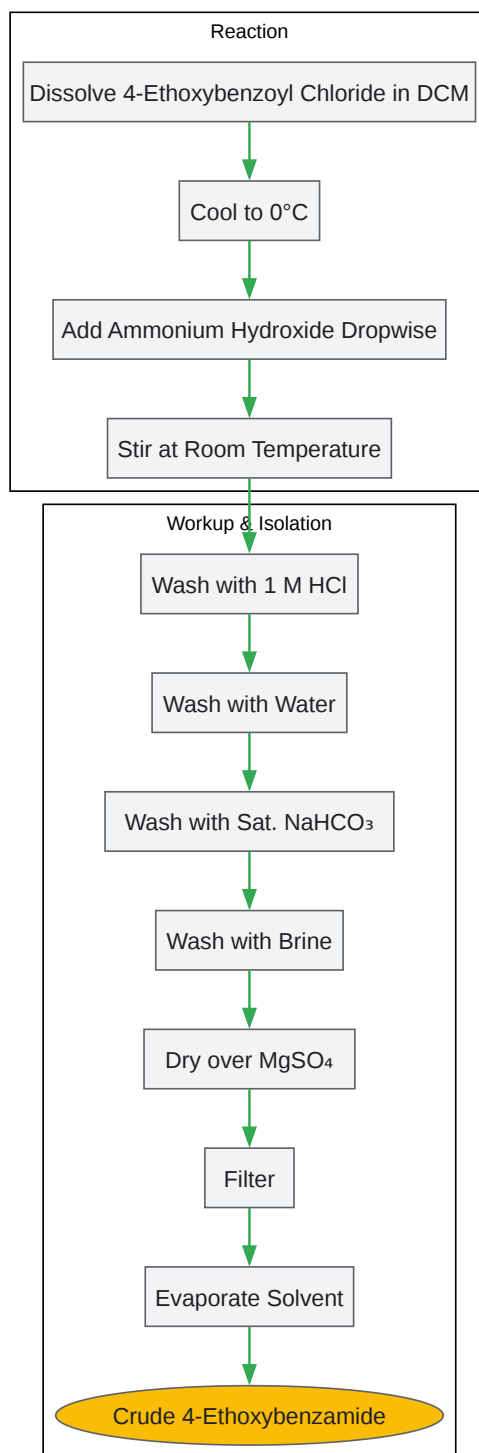 Reaction
Dissolve 4-Ethoxybenzoyl Chloride in DCM
Cool to 0°C
Add Ammonium Hydroxide Dropwise
Stir at Room Temperature
Workup & Isolation
Wash with 1 M HCl
Wash with Water
Wash with Sat. NaHCO₃
Wash with Brine
Dry over MgSO₄
Filter
Evaporate Solvent
Crude 4-Ethoxybenzamide